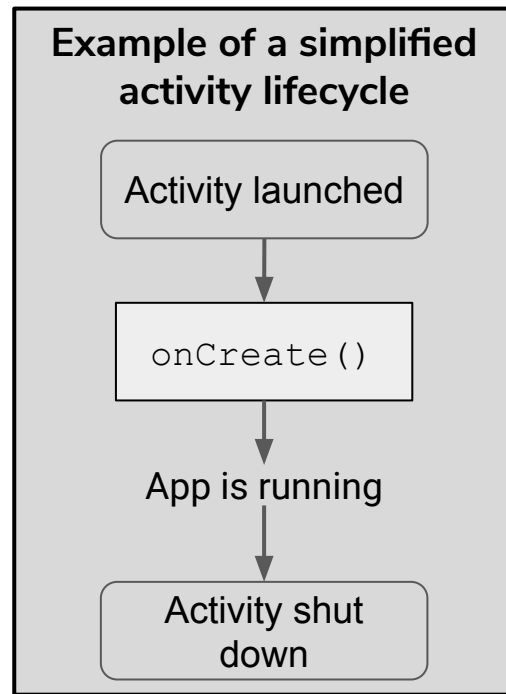 Example of a simplified
activity lifecycle
Activity launched
onCreate()
App is running
Activity shut
down